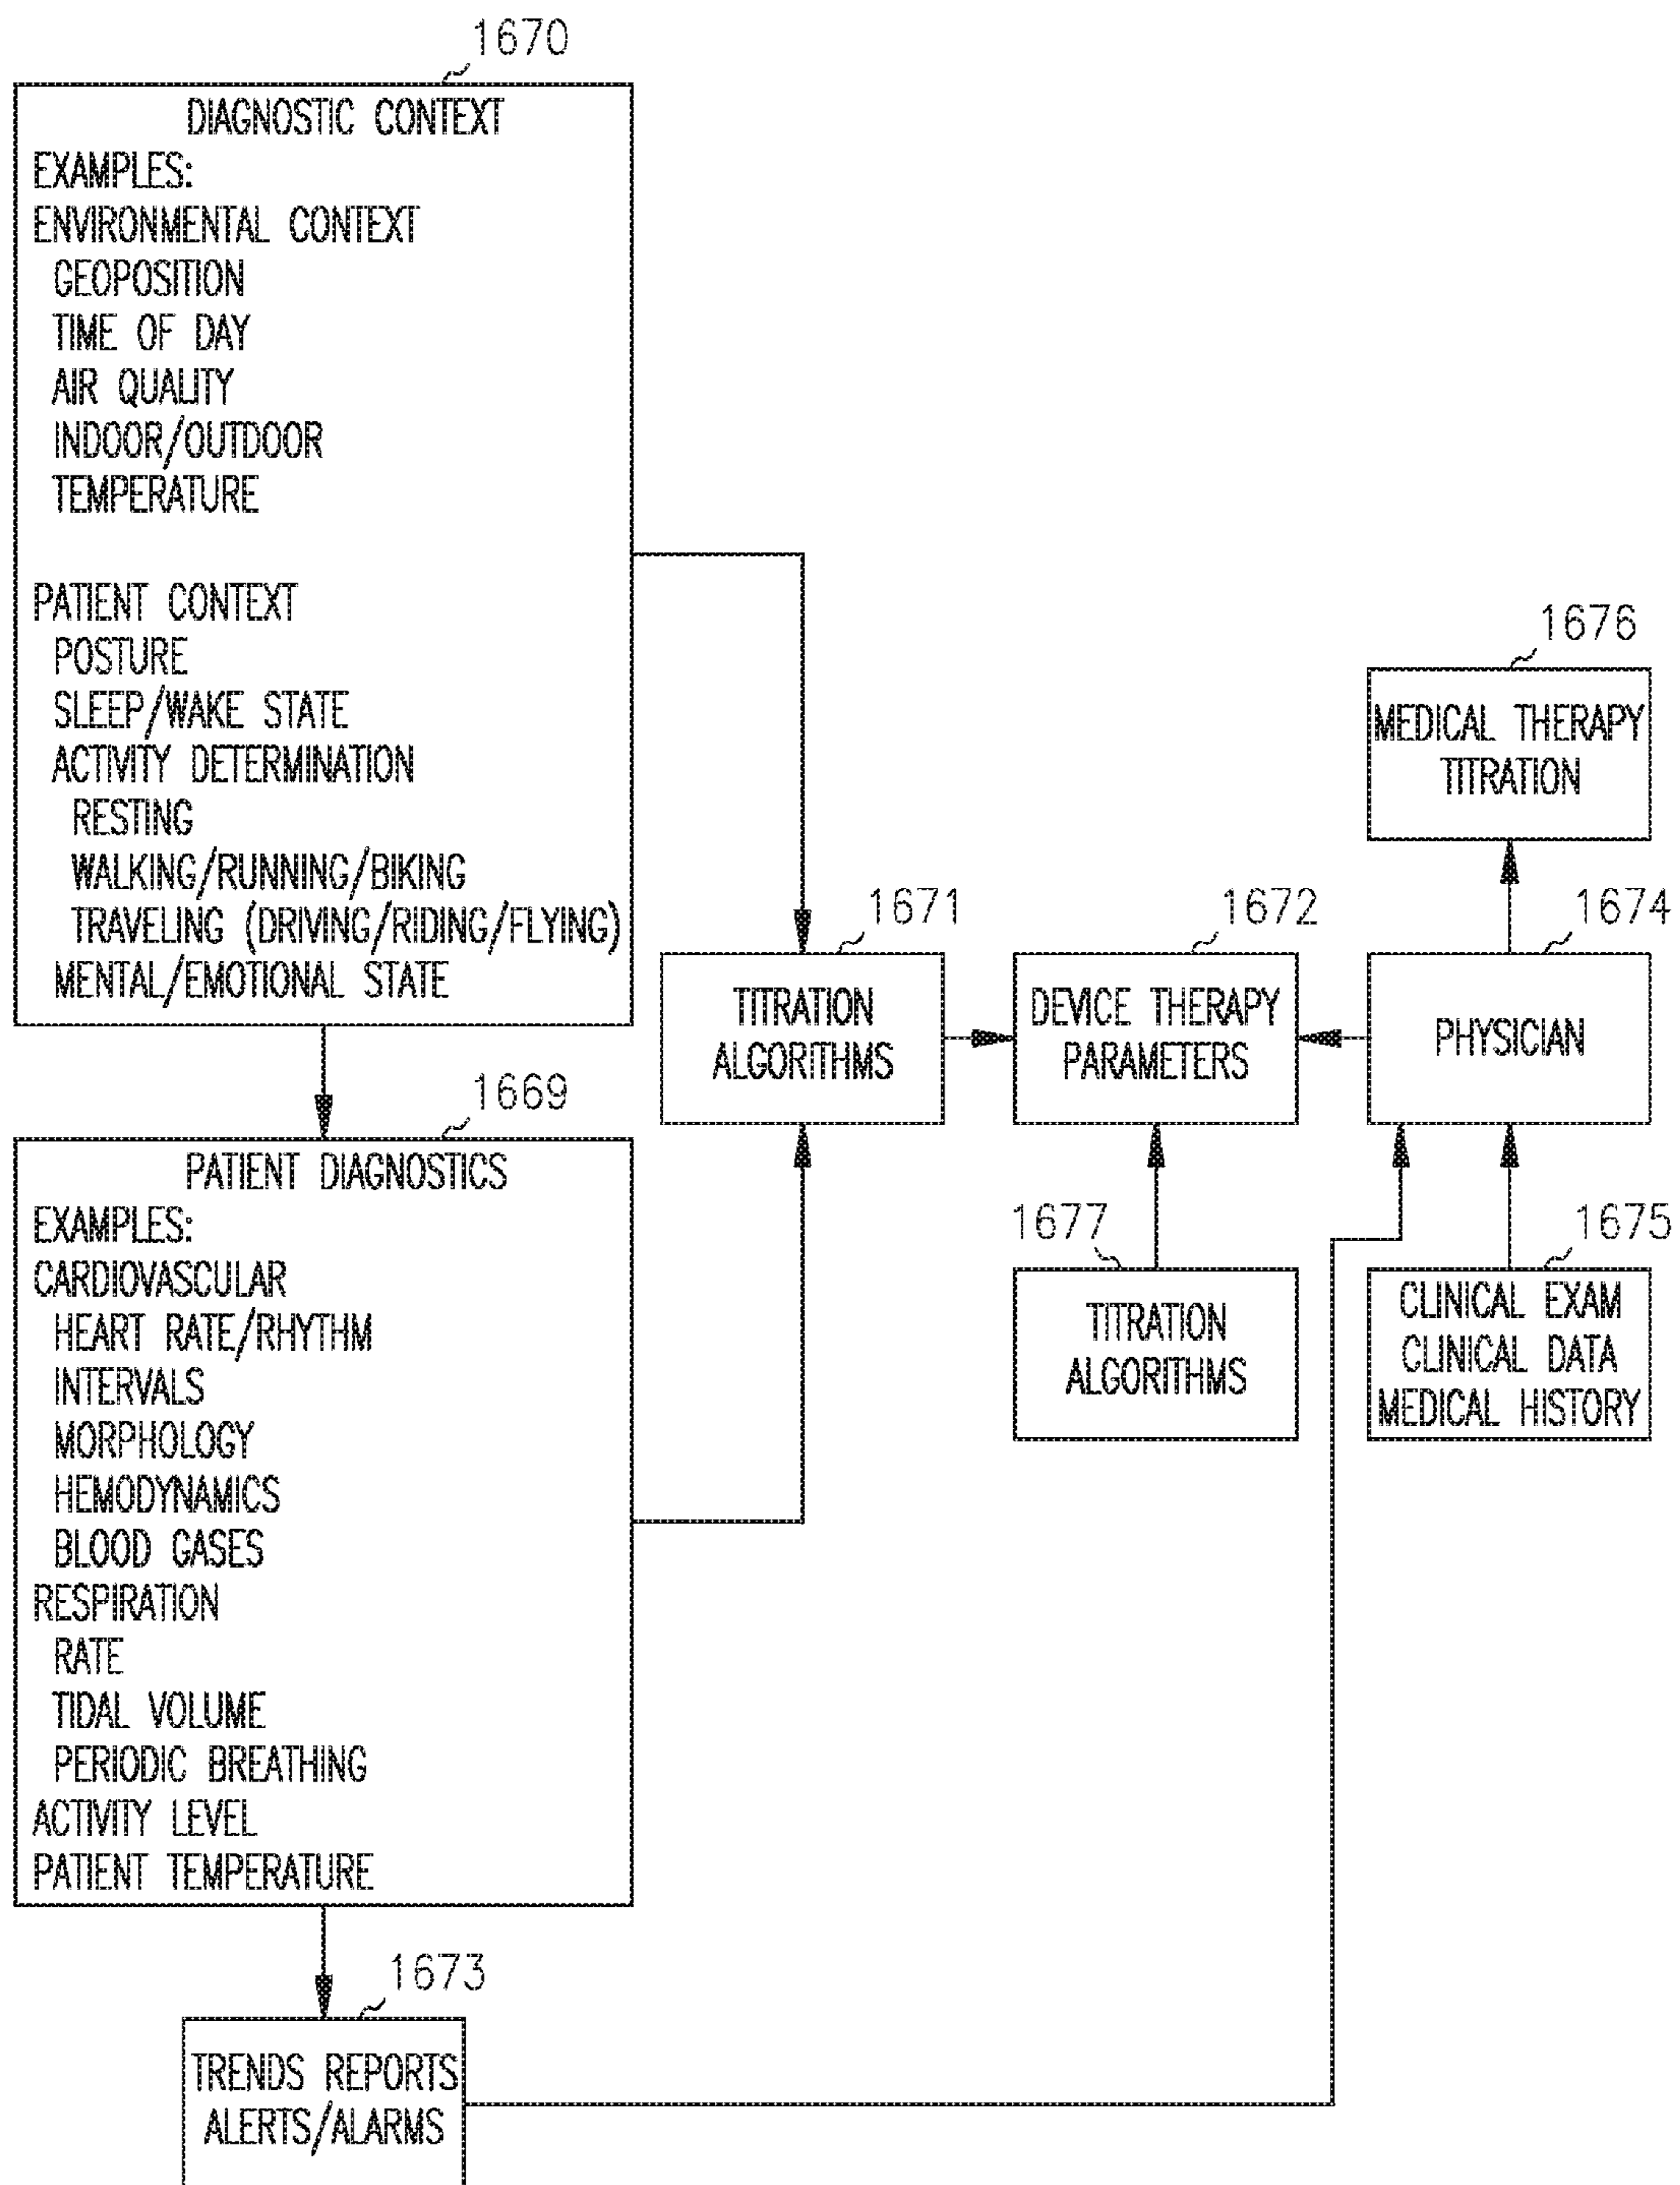 1670
DIAGNOSTIC CONTEXT
EXAMPLES:
ENVIRONMENTAL CONTEXT
GEOPOSITION
TIME OF DAY
AIR QUALITY
INDOOR/OUTDOOR
TEMPERATURE
PATIENT CONTEXT
POSTURE
SLEEP/WAKE STATE
ACTIVITY DETERMINATION
RESTING
WALKING/RUNNING/BIKING
TRAVELING (DRIVING/RIDING/FLYING)
MENTAL/EMOTIONAL STATE
1669
PATIENT DIAGNOSTICS
EXAMPLES:
CARDIOVASCULAR
HEART RATE/RHYTHM
INTERVALS
MORPHOLOGY
HEMODYNAMICS
BLOOD GASES
RESPIRATION
RATE
TIDAL VOLUME
PERIODIC BREATHING
ACTIVITY LEVEL
PATIENT TEMPERATURE
1673
TRENDS REPORTS
ALERTS/ALARMS
1671
TITRATION
ALGORITHMS
1672
DEVICE THERAPY
PARAMETERS
1677
TITRATION
ALGORITHMS
1676
MEDICAL THERAPY
TITRATION
1674
PHYSICIAN
1675
CLINICAL EXAM
CLINICAL DATA
MEDICAL HISTORY